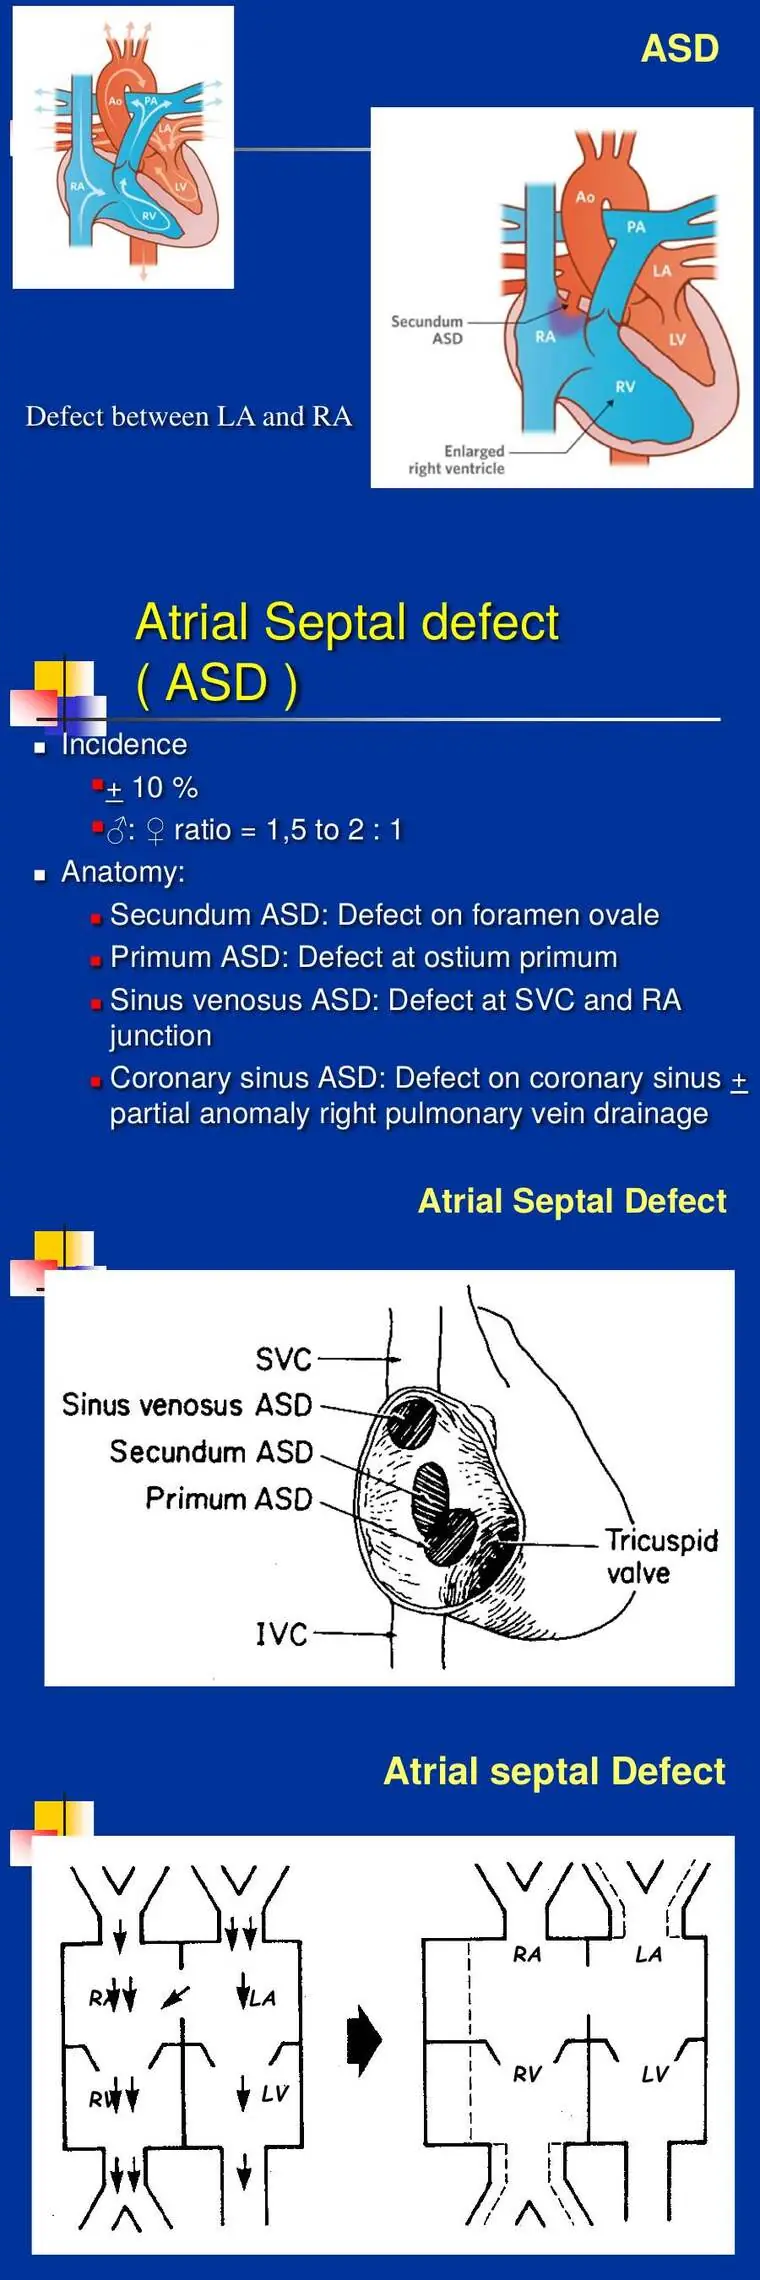 ASD
Ao
PA
LA
RA
LV
RV
Ao
PA
LA
Secundum
ASD
RA
LV
RV
Enlarged
right ventricle
Defect between LA and RA
Atrial Septal defect
( ASD )
Incidence
± 10 %
♂: ♀ ratio = 1,5 to 2 : 1
Anatomy:
Secundum ASD: Defect on foramen ovale
Primum ASD: Defect at ostium primum
Sinus venosus ASD: Defect at SVC and RA
junction
Coronary sinus ASD: Defect on coronary sinus ±
partial anomaly right pulmonary vein drainage
Atrial Septal Defect
SVC
Sinus venosus ASD
Secundum ASD
Primum ASD
Tricuspid
valve
IVC
Atrial septal Defect
RA
LA
RV
LV
RA
LA
RV
LV